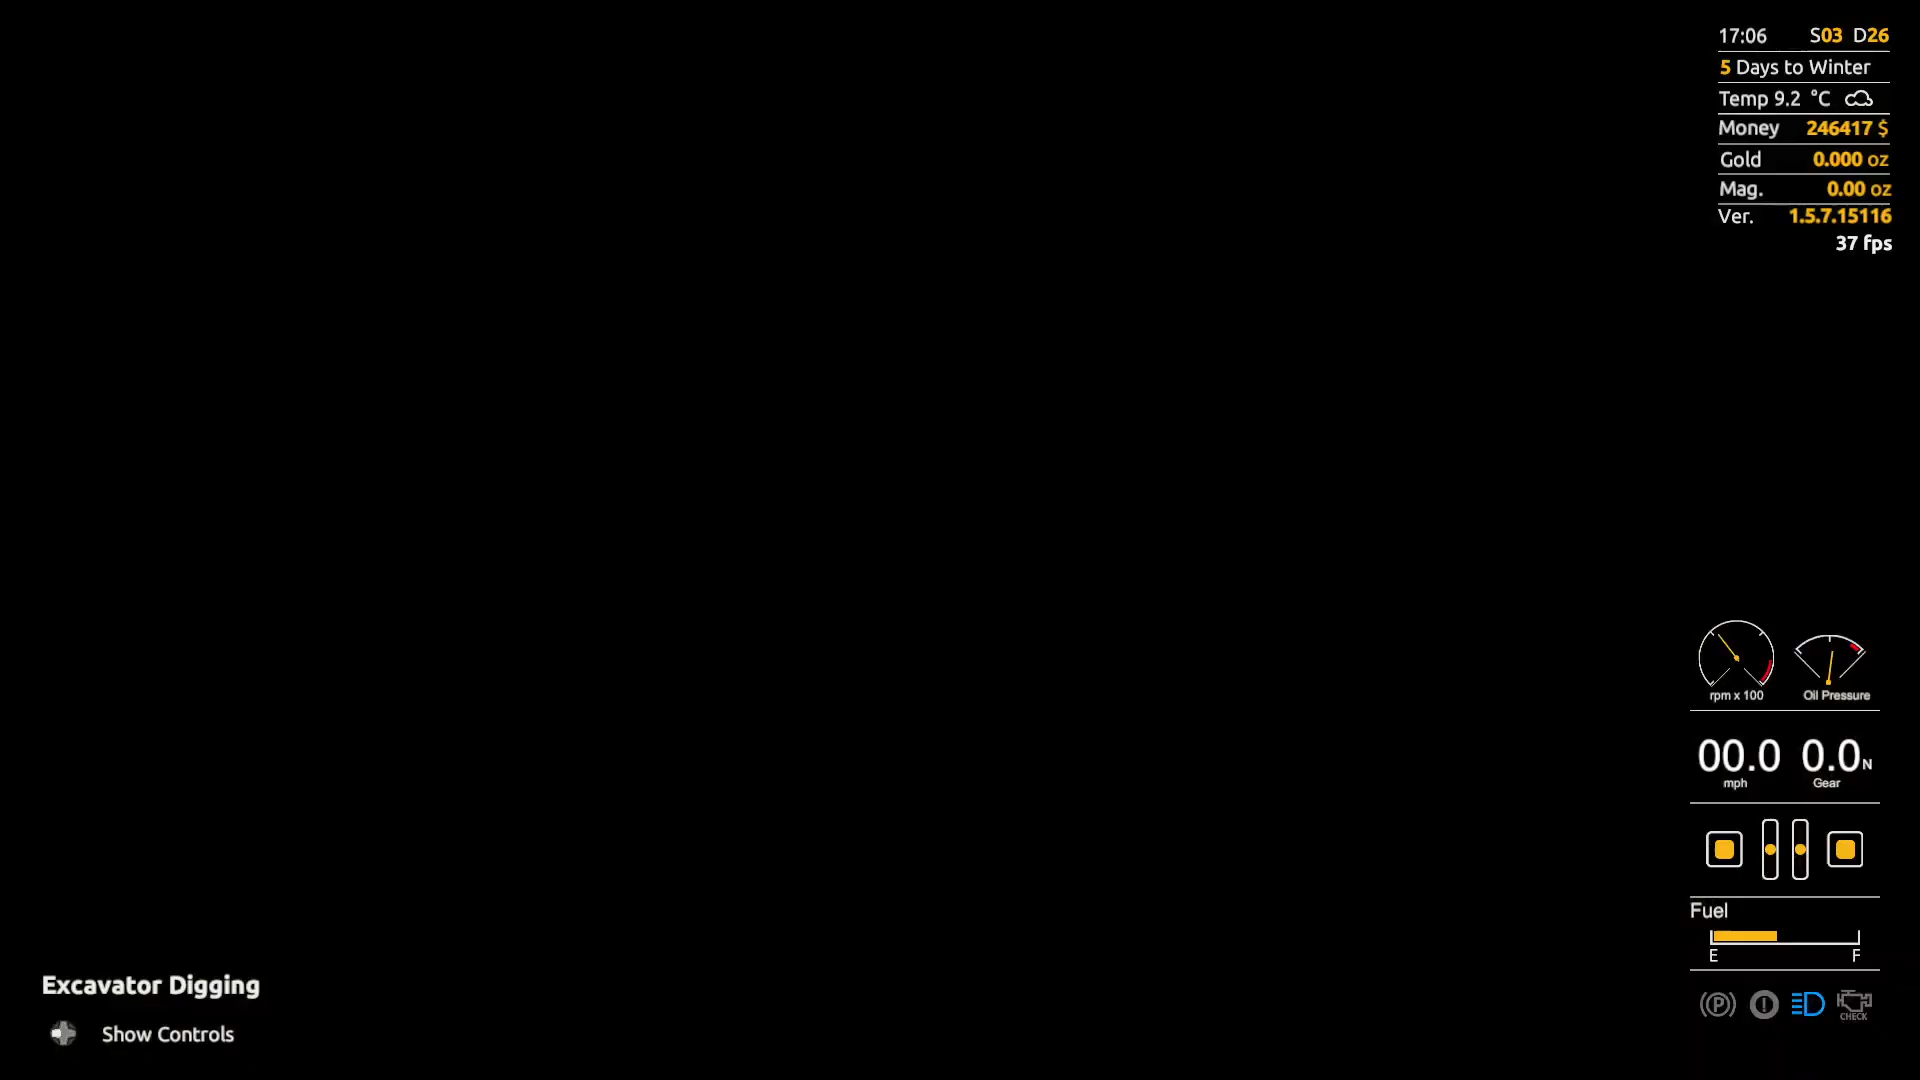 17:06 S03 D26
5 Days to Winter
Temp 9.2 °C
Money 246417 $
Gold 0.000 oz
Mag. 0.00 oz
Ver. 1.5.7.15116
37 fps
rpm x 100 Oil Pressure
00.0 0.0 N
mph Gear
Fuel
E F
Excavator Digging
P ! CHECK
Show Controls